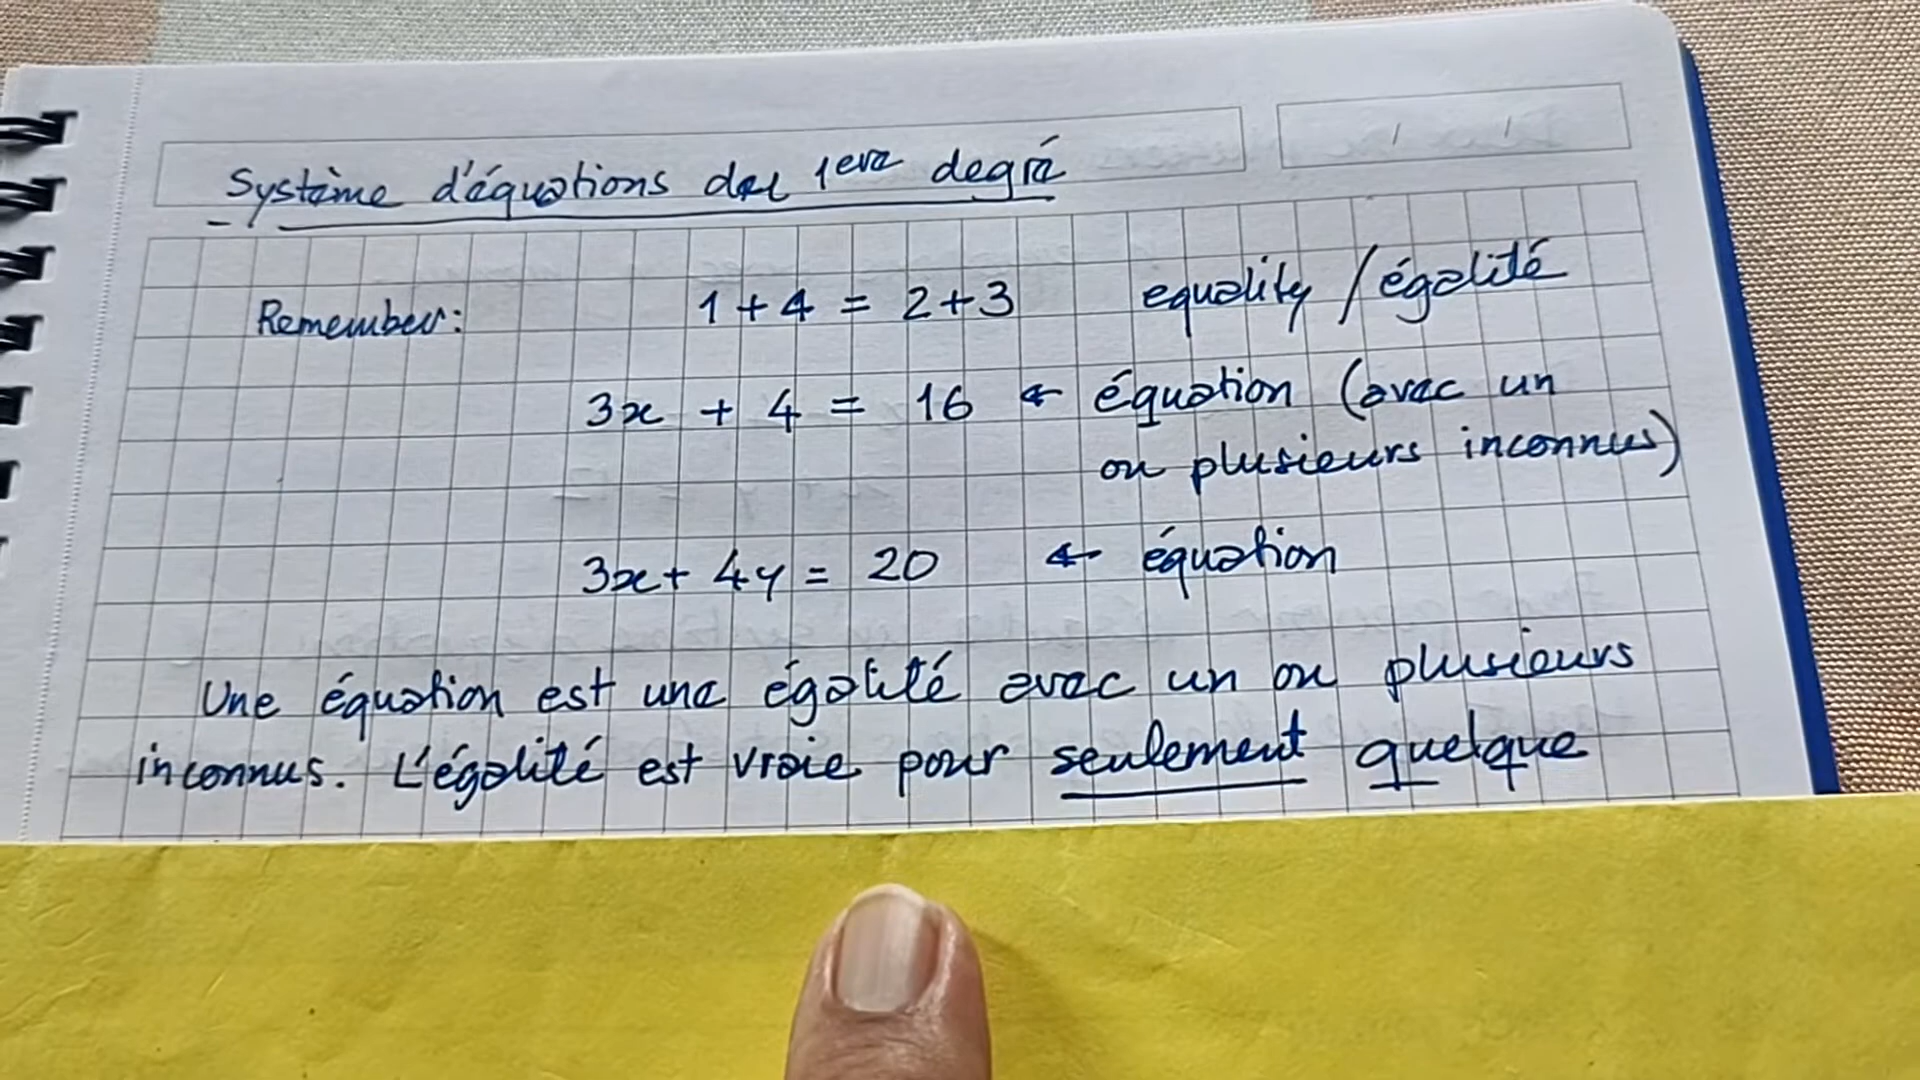 Système d'équations du 1ere degré
Remember: 1 + 4 = 2 + 3 equality / égalité
3x + 4 = 16 ← équation (avec un
ou plusieurs inconnus)
3x + 4y = 20 ← équation
Une équation est une égalité avec un ou plusieurs
inconnus. L'égalité est vraie pour seulement quelque